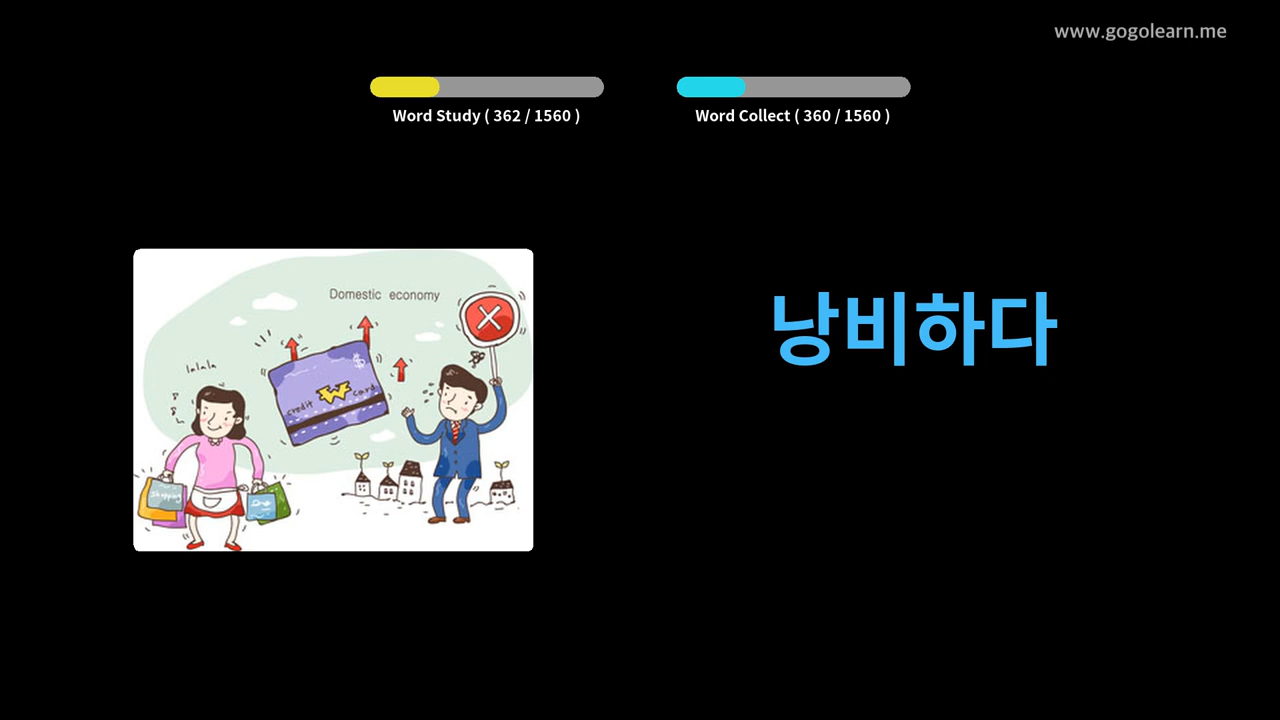 www.gogolearn.me
Word Study ( 362 / 1560 )
Word Collect ( 360 / 1560 )
Domestic economy
lalala
$
W
credit card
Shopping
낭비하다